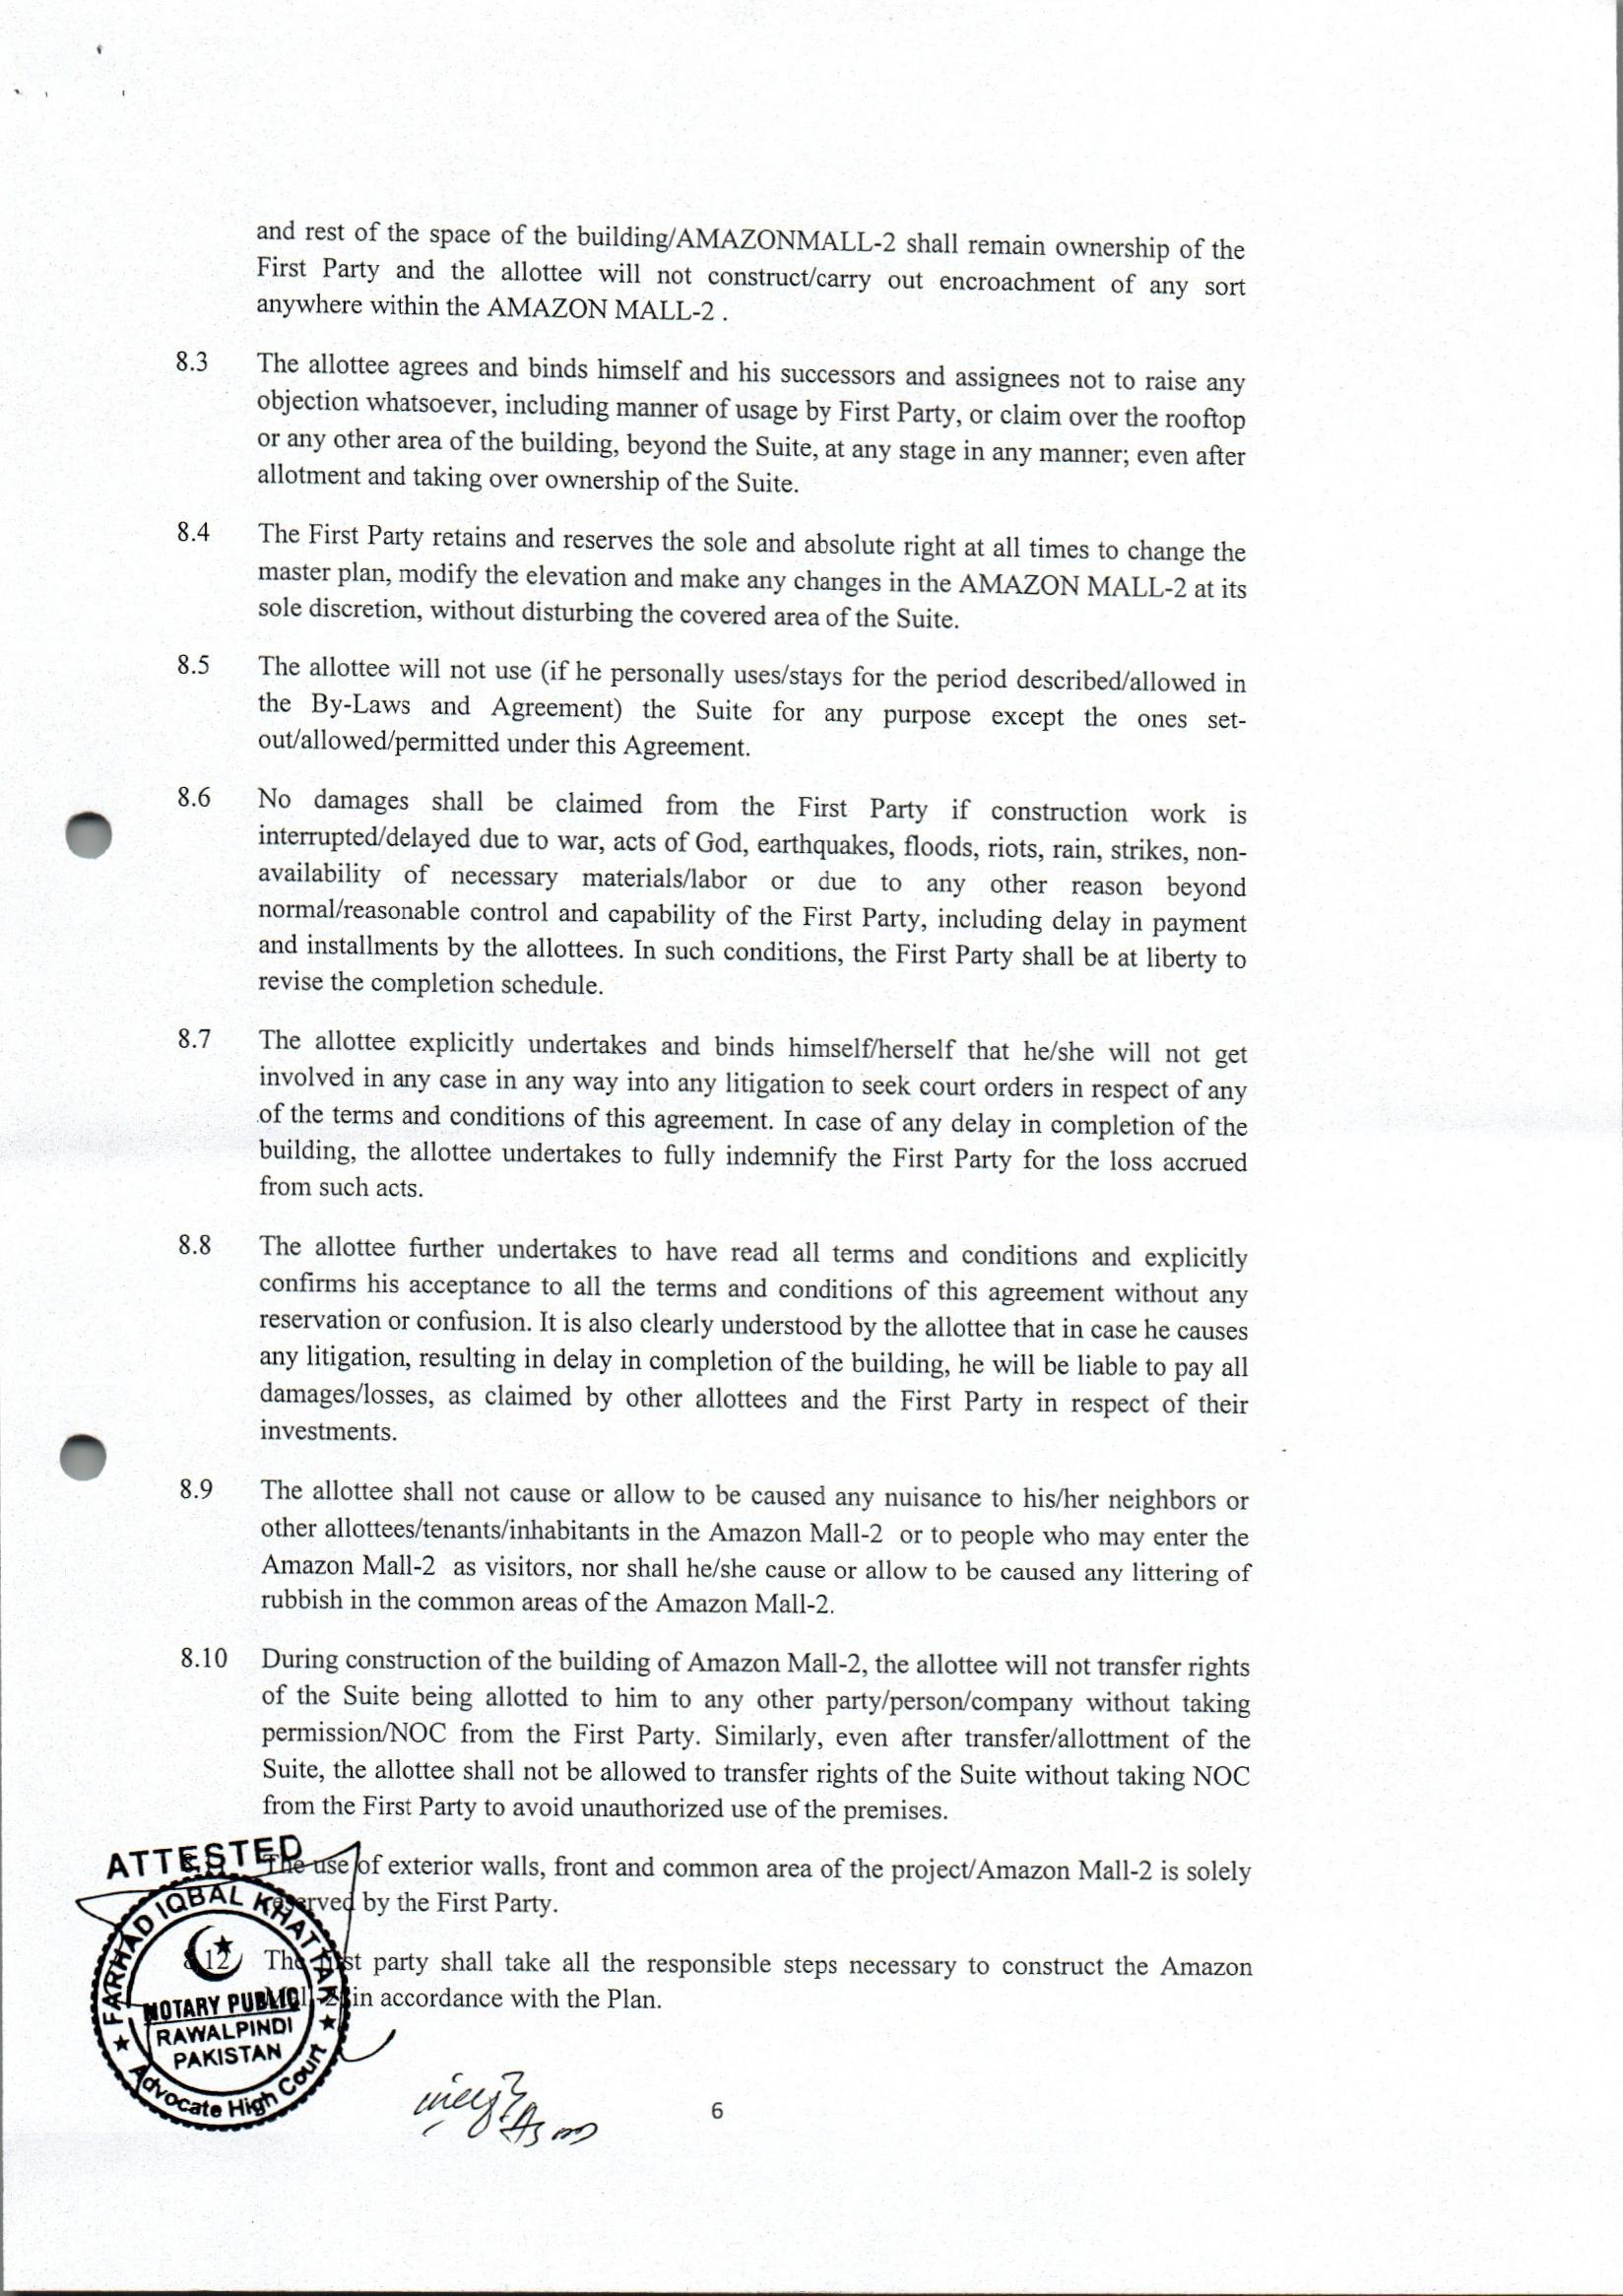 and rest of the space of the building/AMAZONMALL-2 shall remain ownership of the
First Party and the allottee will not construct/carry out encroachment of any sort
anywhere within the AMAZON MALL-2 .
8.3 The allottee agrees and binds himself and his successors and assignees not to raise any
objection whatsoever, including manner of usage by First Party, or claim over the rooftop
or any other area of the building, beyond the Suite, at any stage in any manner; even after
allotment and taking over ownership of the Suite.
8.4 The First Party retains and reserves the sole and absolute right at all times to change the
master plan, modify the elevation and make any changes in the AMAZON MALL-2 at its
sole discretion, without disturbing the covered area of the Suite.
8.5 The allottee will not use (if he personally uses/stays for the period described/allowed in
the By-Laws and Agreement) the Suite for any purpose except the ones set-
out/allowed/permitted under this Agreement.
8.6 No damages shall be claimed from the First Party if construction work is
interrupted/delayed due to war, acts of God, earthquakes, floods, riots, rain, strikes, non-
availability of necessary materials/labor or due to any other reason beyond
normal/reasonable control and capability of the First Party, including delay in payment
and installments by the allottees. In such conditions, the First Party shall be at liberty to
revise the completion schedule.
8.7 The allottee explicitly undertakes and binds himself/herself that he/she will not get
involved in any case in any way into any litigation to seek court orders in respect of any
of the terms and conditions of this agreement. In case of any delay in completion of the
building, the allottee undertakes to fully indemnify the First Party for the loss accrued
from such acts.
8.8 The allottee further undertakes to have read all terms and conditions and explicitly
confirms his acceptance to all the terms and conditions of this agreement without any
reservation or confusion. It is also clearly understood by the allottee that in case he causes
any litigation, resulting in delay in completion of the building, he will be liable to pay all
damages/losses, as claimed by other allottees and the First Party in respect of their
investments.
8.9 The allottee shall not cause or allow to be caused any nuisance to his/her neighbors or
other allottees/tenants/inhabitants in the Amazon Mall-2 or to people who may enter the
Amazon Mall-2 as visitors, nor shall he/she cause or allow to be caused any littering of
rubbish in the common areas of the Amazon Mall-2.
8.10 During construction of the building of Amazon Mall-2, the allottee will not transfer rights
of the Suite being allotted to him to any other party/person/company without taking
permission/NOC from the First Party. Similarly, even after transfer/allottment of the
Suite, the allottee shall not be allowed to transfer rights of the Suite without taking NOC
from the First Party to avoid unauthorized use of the premises.
The use of exterior walls, front and common area of the project/Amazon Mall-2 is solely
reserved by the First Party.
8.12 The first party shall take all the responsible steps necessary to construct the Amazon
in accordance with the Plan.
ATTESTED
FARHAD IQBAL KHATTAK
NOTARY PUBLIC
RAWALPINDI
PAKISTAN
Advocate High Court
6